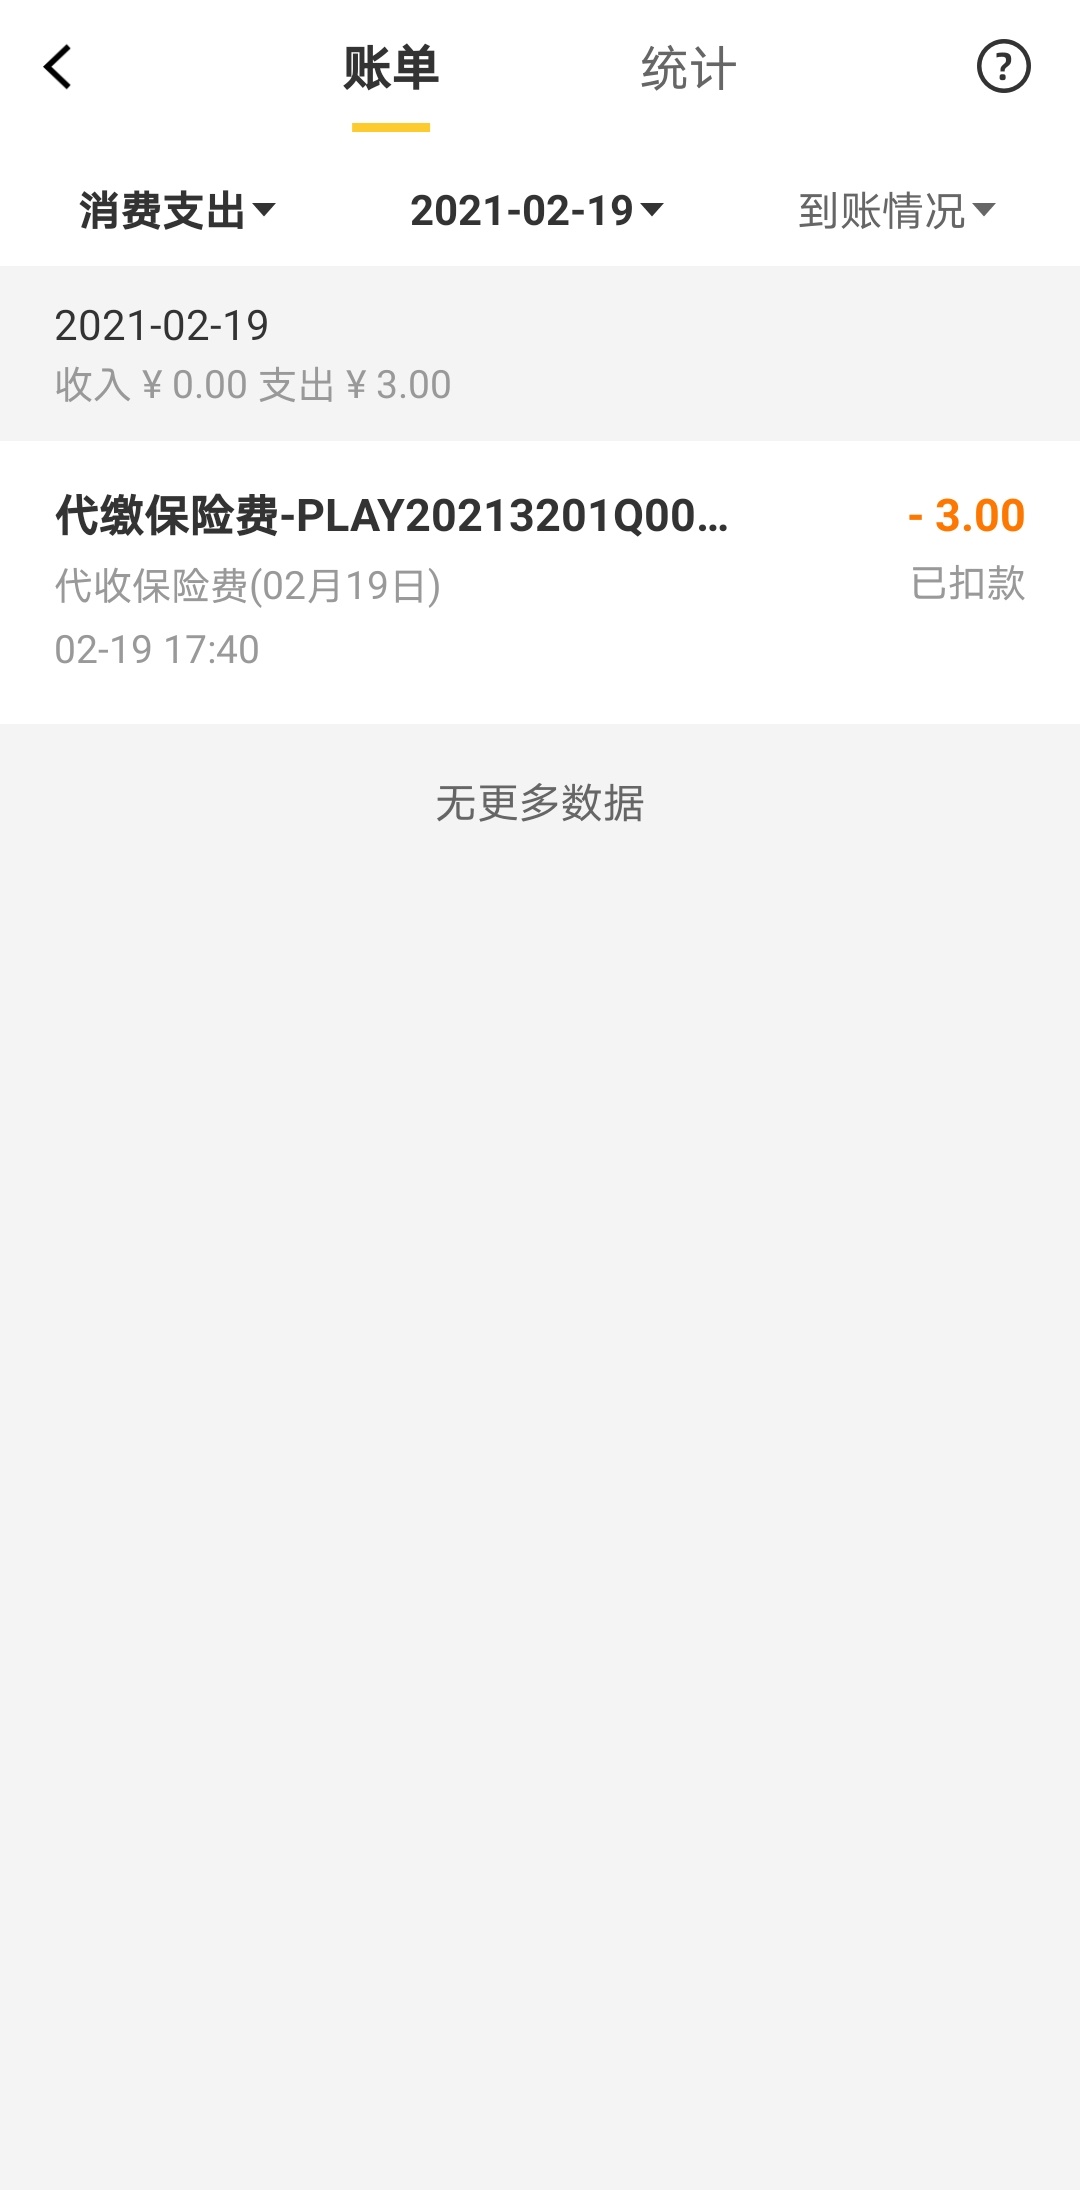 账单 统计 ?
消费支出 2021-02-19 到账情况
2021-02-19
收入 ¥ 0.00 支出 ¥ 3.00
代缴保险费-PLAY20213201Q00... - 3.00
代收保险费(02月19日) 已扣款
02-19 17:40
无更多数据